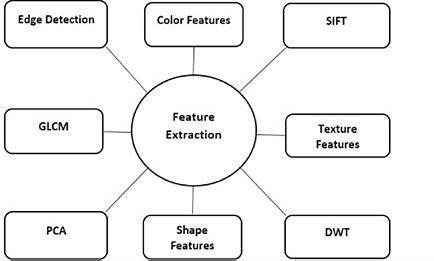 Edge Detection
Color Features
SIFT
GLCM
Feature
Extraction
Texture
Features
PCA
Shape
Features
DWT